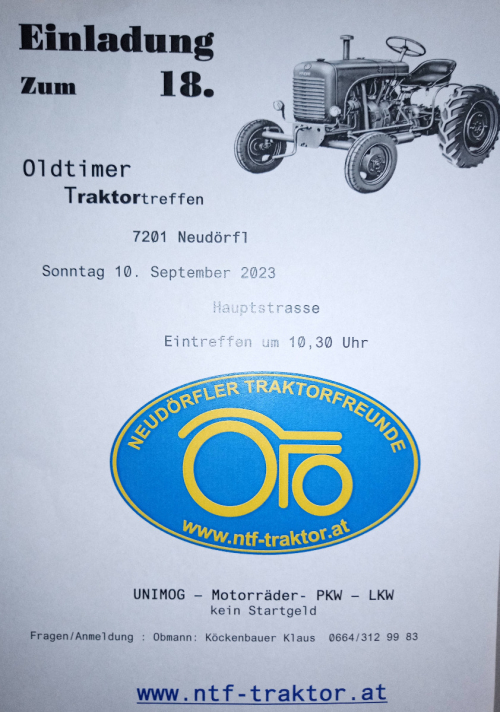 Einladung
Zum 18.
Oldtimer
Traktortreffen
7201 Neudörfl
Sonntag 10. September 2023
Hauptstrasse
Eintreffen um 10,30 Uhr
NEUDÖRFLER TRAKTORFREUNDE
www.ntf-traktor.at
UNIMOG – Motorräder- PKW – LKW
kein Startgeld
Fragen/Anmeldung : Obmann: Köckenbauer Klaus 0664/312 99 83
www.ntf-traktor.at